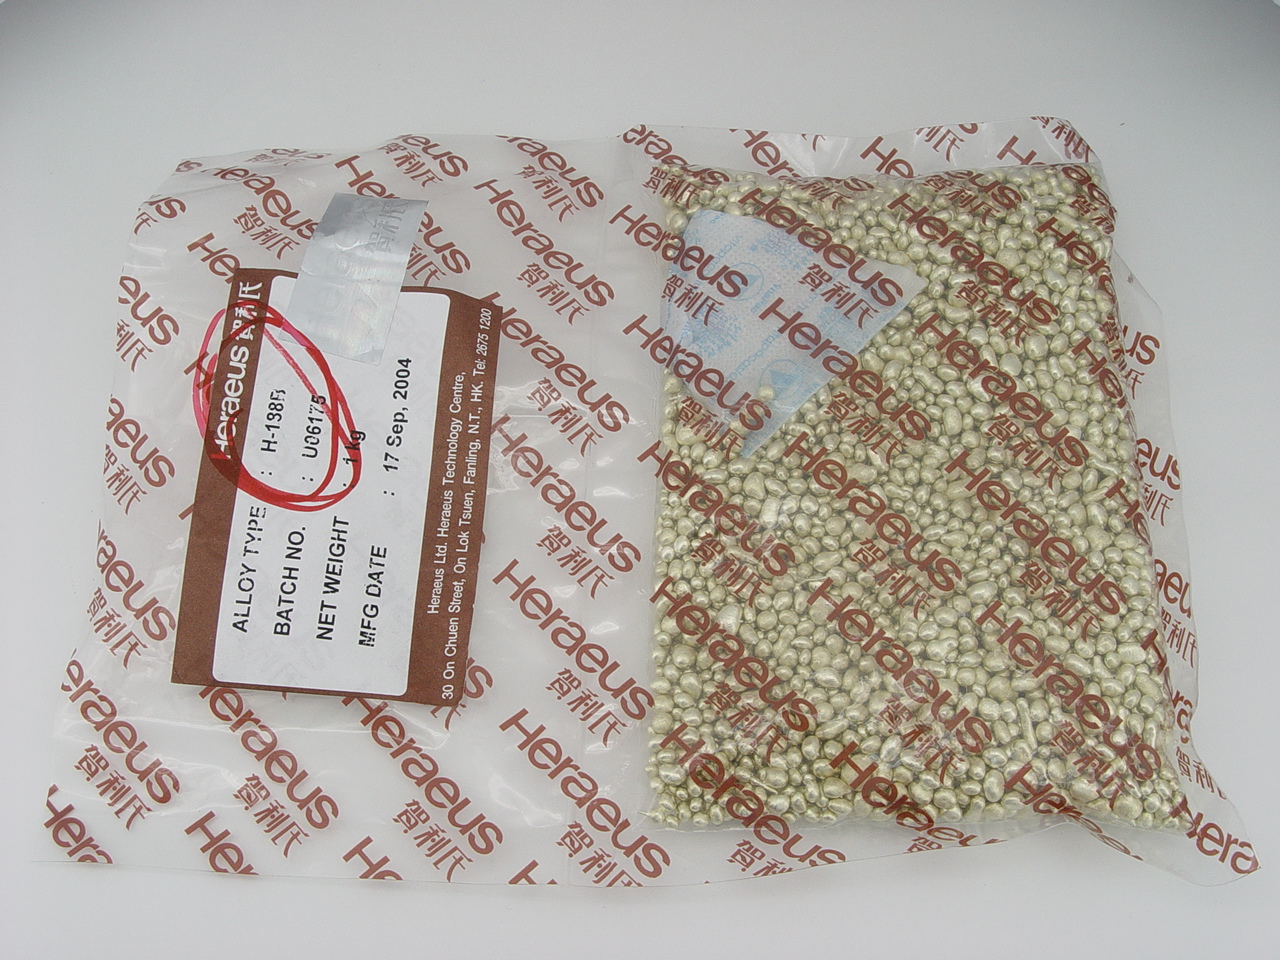 Heraeus 贺利氏
ALLOY TYPE : H-138B
BATCH NO. : U06175
NET WEIGHT : 1 kg
MFG DATE : 17 Sep, 2004
Heraeus Ltd. Heraeus Technology Centre,
30 On Chuen Street, On Lok Tsuen, Fanling, N.T., HK. Tel: 2675 1200
Heraeus
贺利氏